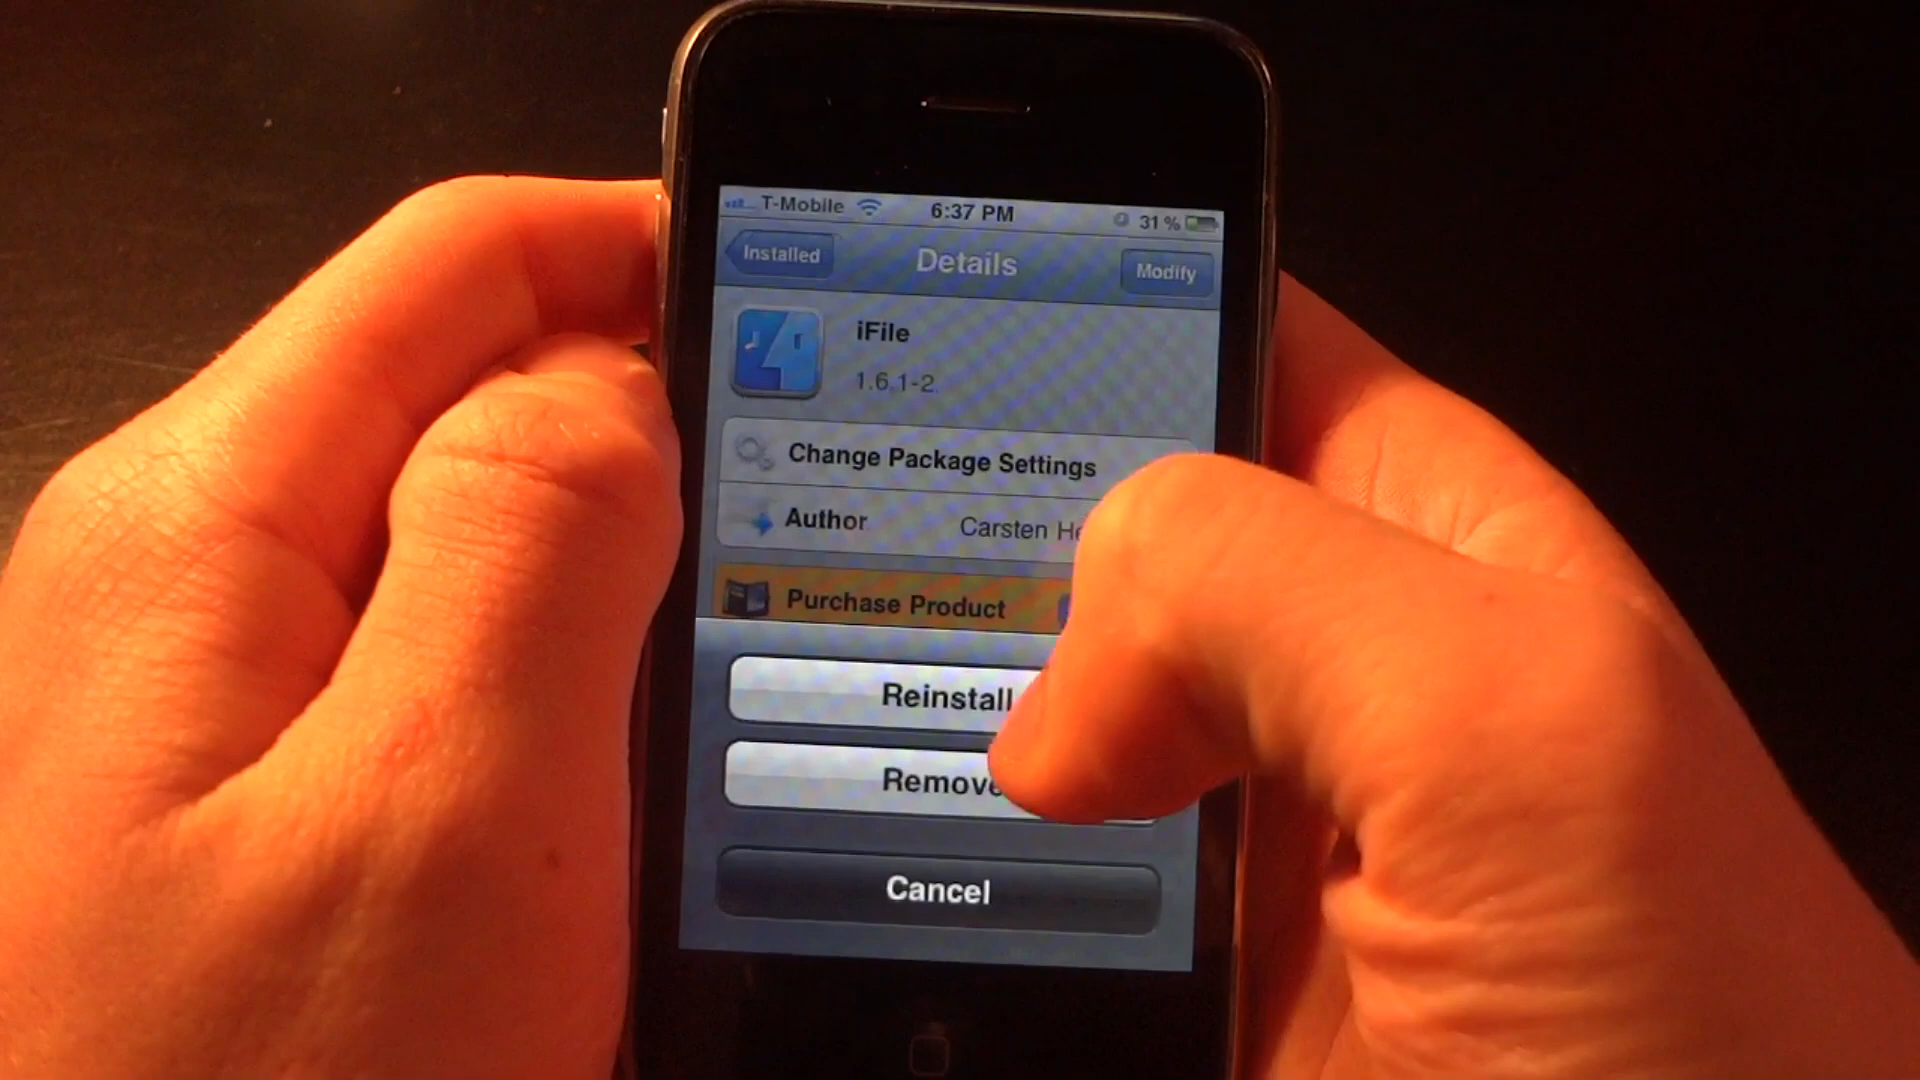 T-Mobile 6:37 PM 31 %
Installed Details Modify
iFile
1.6.1-2
Change Package Settings
Author Carsten
Purchase Product
Reinstall
Remove
Cancel